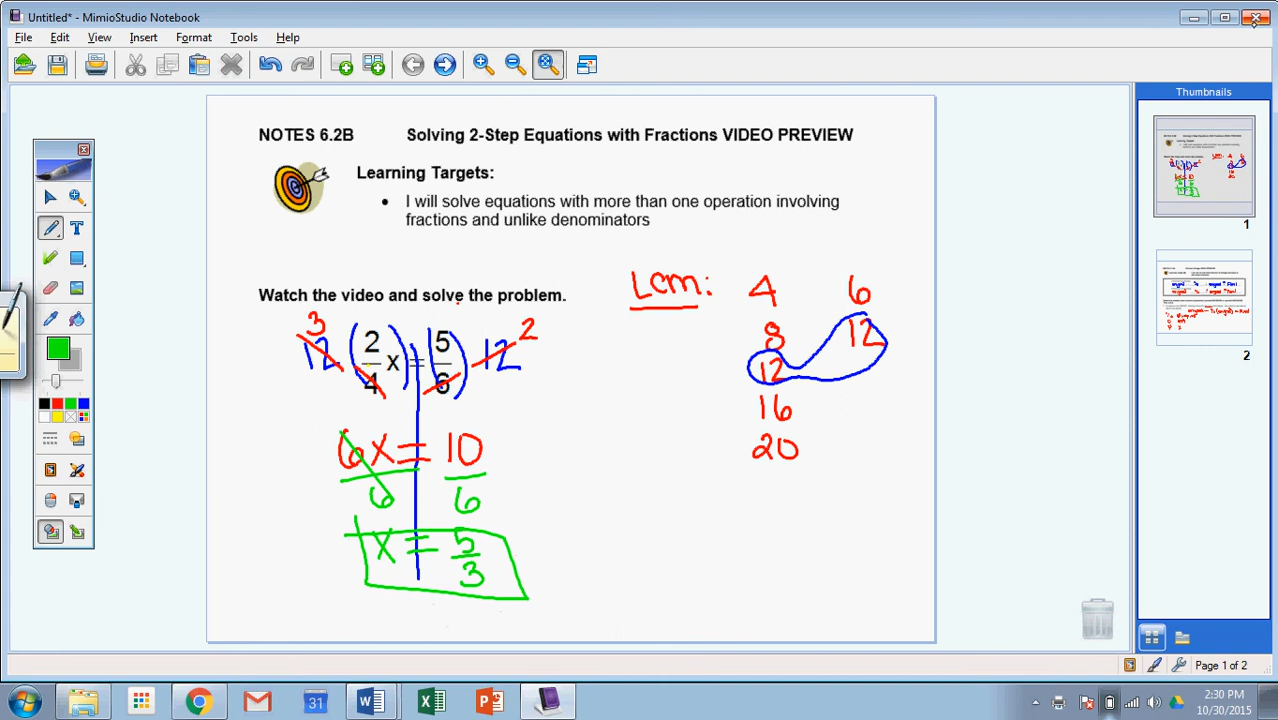 Untitled* - MimioStudio Notebook
File Edit View Insert Format Tools Help
Thumbnails
NOTES 6.2B Solving 2-Step Equations with Fractions VIDEO PREVIEW
Learning Targets:
• I will solve equations with more than one operation involving
fractions and unlike denominators
Watch the video and solve the problem.
LCM: 4 6
8 12
12
16
20
3 2
12 (2/4 x) = (5/6) 12
6x = 10
6 6
x = 5/3
1
2
Page 1 of 2
31
2:30 PM
10/30/2015